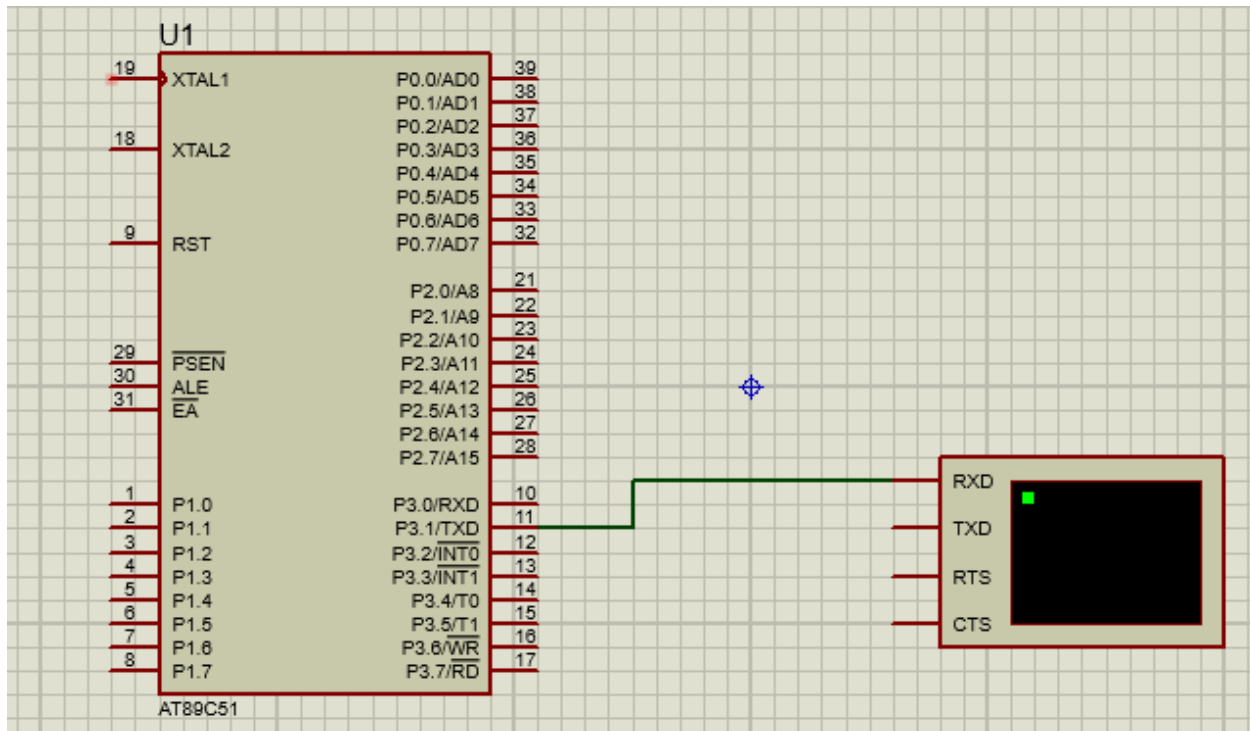 U1
19 XTAL1 P0.0/AD0 39
P0.1/AD1 38
P0.2/AD2 37
18 XTAL2 P0.3/AD3 36
P0.4/AD4 35
P0.5/AD5 34
P0.6/AD6 33
9 RST P0.7/AD7 32
P2.0/A8 21
P2.1/A9 22
P2.2/A10 23
29 PSEN P2.3/A11 24
30 ALE P2.4/A12 25
31 EA P2.5/A13 26
P2.6/A14 27
P2.7/A15 28
RXD
1 P1.0 P3.0/RXD 10
2 P1.1 P3.1/TXD 11 TXD
3 P1.2 P3.2/INT0 12
4 P1.3 P3.3/INT1 13 RTS
5 P1.4 P3.4/T0 14
6 P1.5 P3.5/T1 15 CTS
7 P1.6 P3.6/WR 16
8 P1.7 P3.7/RD 17
AT89C51